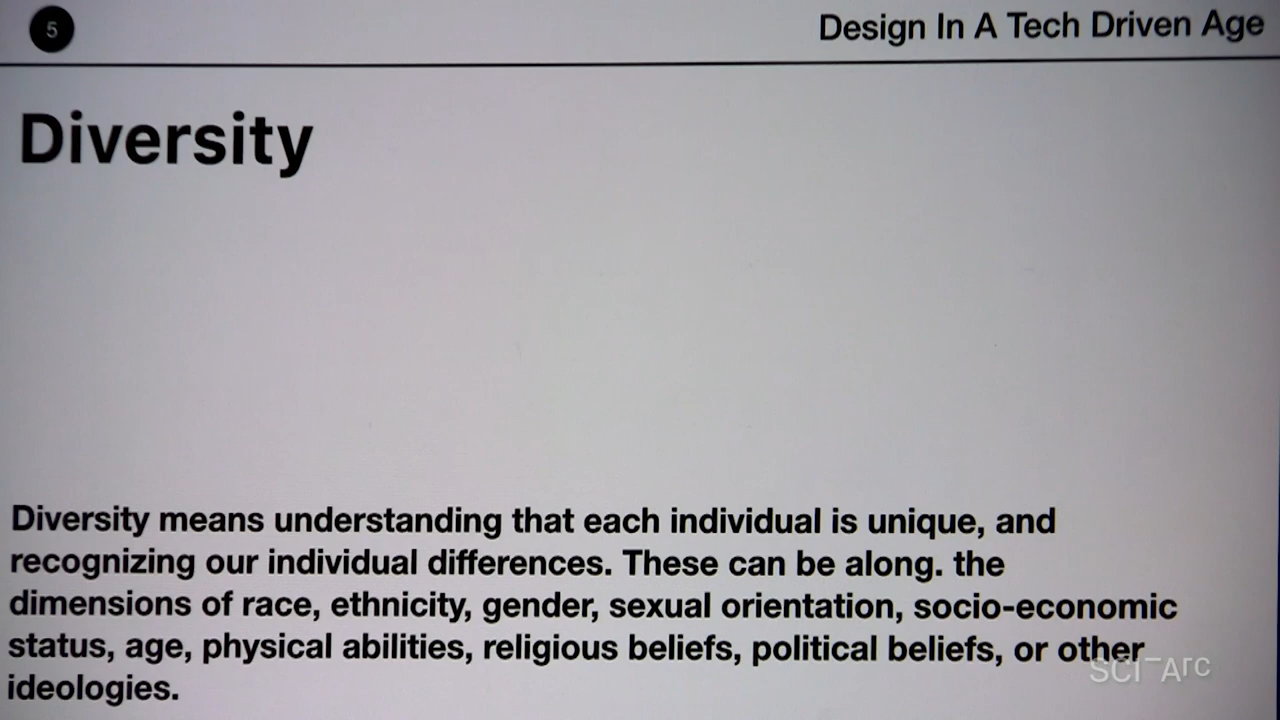 5
Design In A Tech Driven Age
Diversity
Diversity means understanding that each individual is unique, and
recognizing our individual differences. These can be along. the
dimensions of race, ethnicity, gender, sexual orientation, socio-economic
status, age, physical abilities, religious beliefs, political beliefs, or other
ideologies.
SCI-Arc